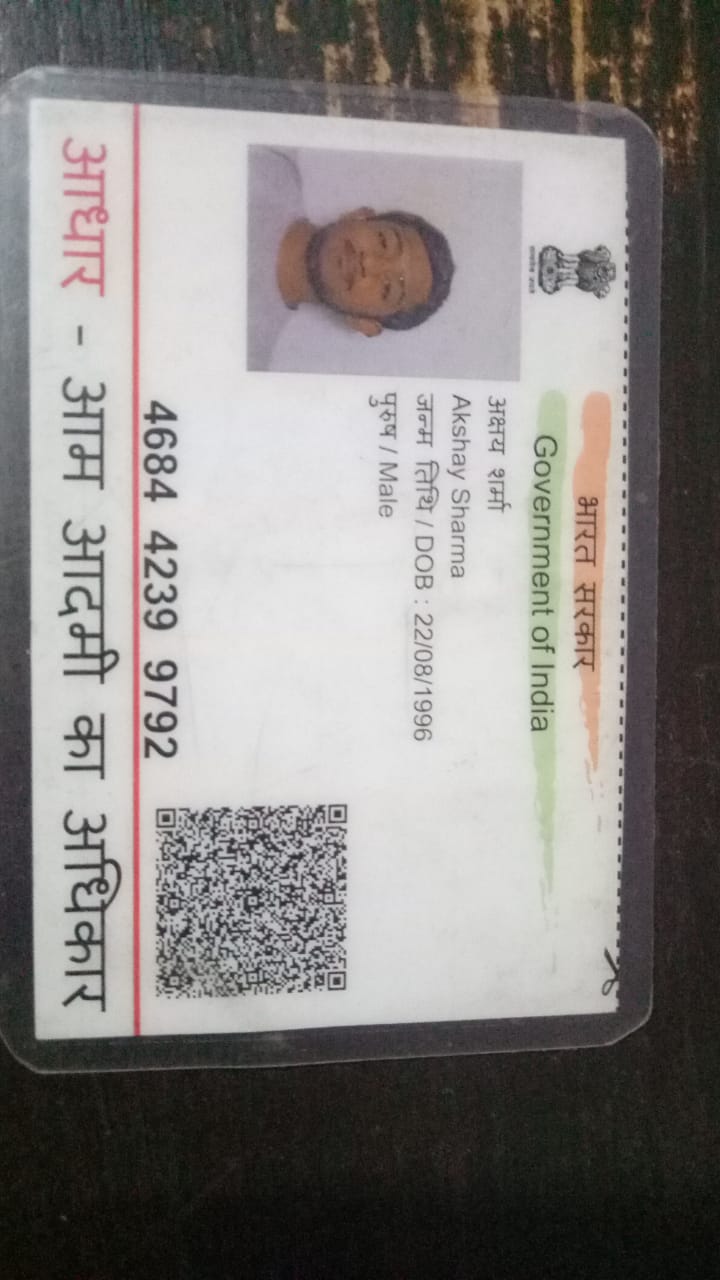 भारत सरकार
Government of India
अक्षय शर्मा
Akshay Sharma
जन्म तिथि / DOB : 22/08/1996
पुरुष / Male
4684 4239 9792
आधार - आम आदमी का अधिकार